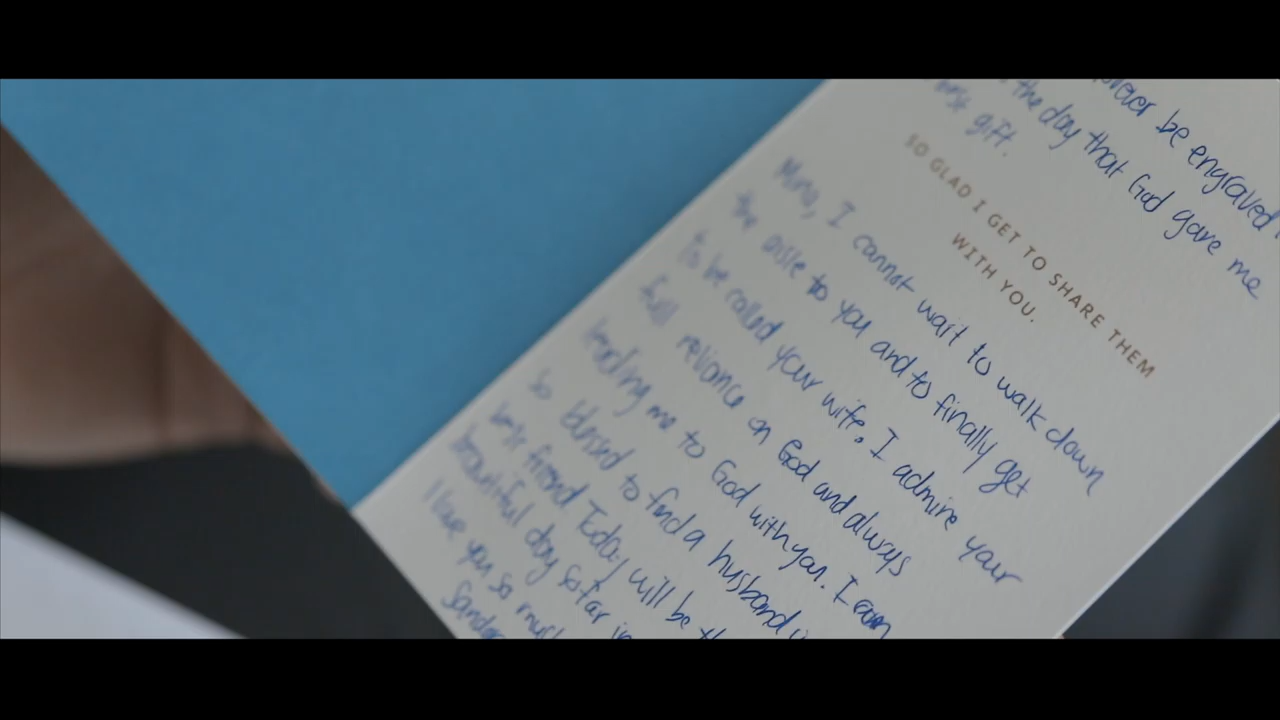 forever be engraved
the day that God gave me
gift.
SO GLAD I GET TO SHARE THEM
WITH YOU.
I cannot wait to walk down
the aisle to you and to finally get
to be called your wife. I admire your
full reliance on God and always
leading me to God with you. I am
so blessed to find a husband
best friend Today will be
beautiful day so far
I love you so much